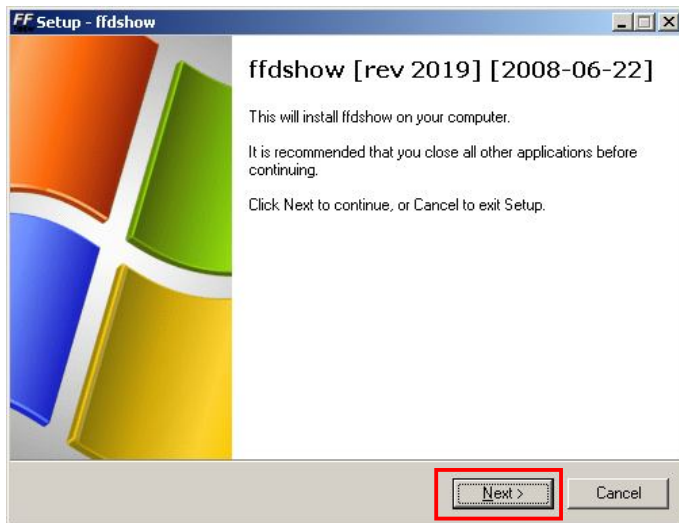 FF Setup - ffdshow
ffdshow [rev 2019] [2008-06-22]
This will install ffdshow on your computer.
It is recommended that you close all other applications before
continuing.
Click Next to continue, or Cancel to exit Setup.
Next >
Cancel